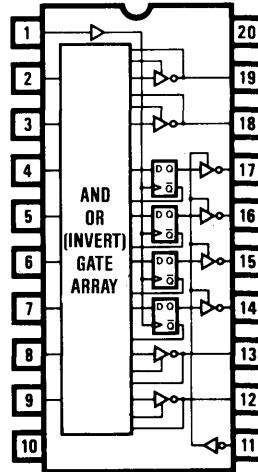 1 20
2 19
3 18
4 D Q 17
Q̅
5 AND D Q 16
OR Q̅
(INVERT)
6 GATE D Q 15
ARRAY Q̅
7 D Q 14
Q̅
8 13
9 12
10 11